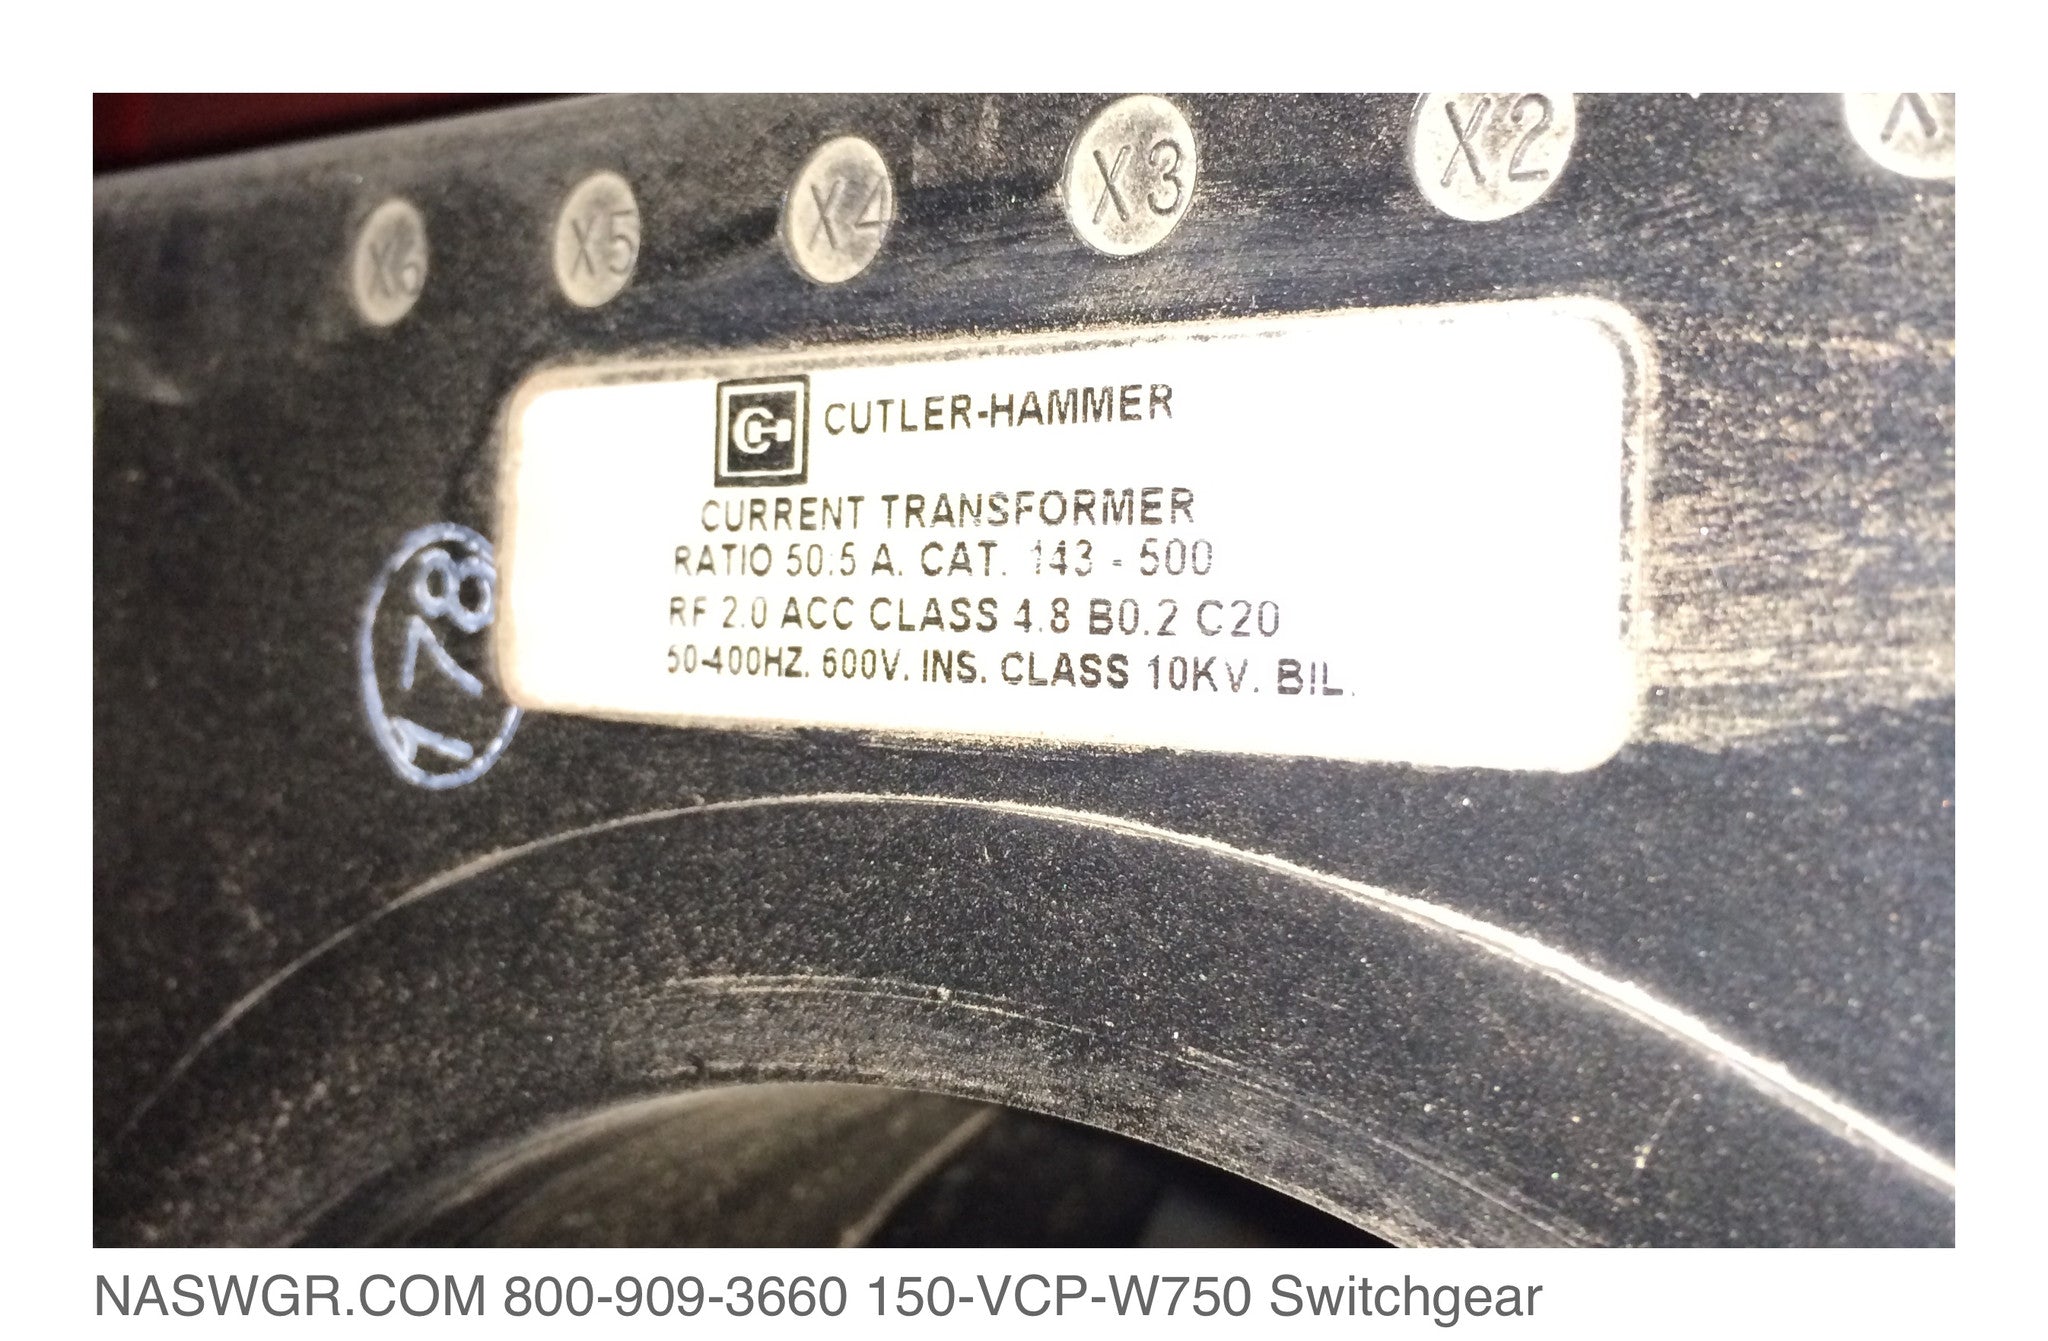 X6 X5 X4 X3 X2
CUTLER-HAMMER
CURRENT TRANSFORMER
RATIO 50:5 A. CAT. 143 - 500
RF 2.0 ACC CLASS 4.8 B0.2 C20
50-400HZ. 600V. INS. CLASS 10KV. BIL.
178
NASWGR.COM 800-909-3660 150-VCP-W750 Switchgear